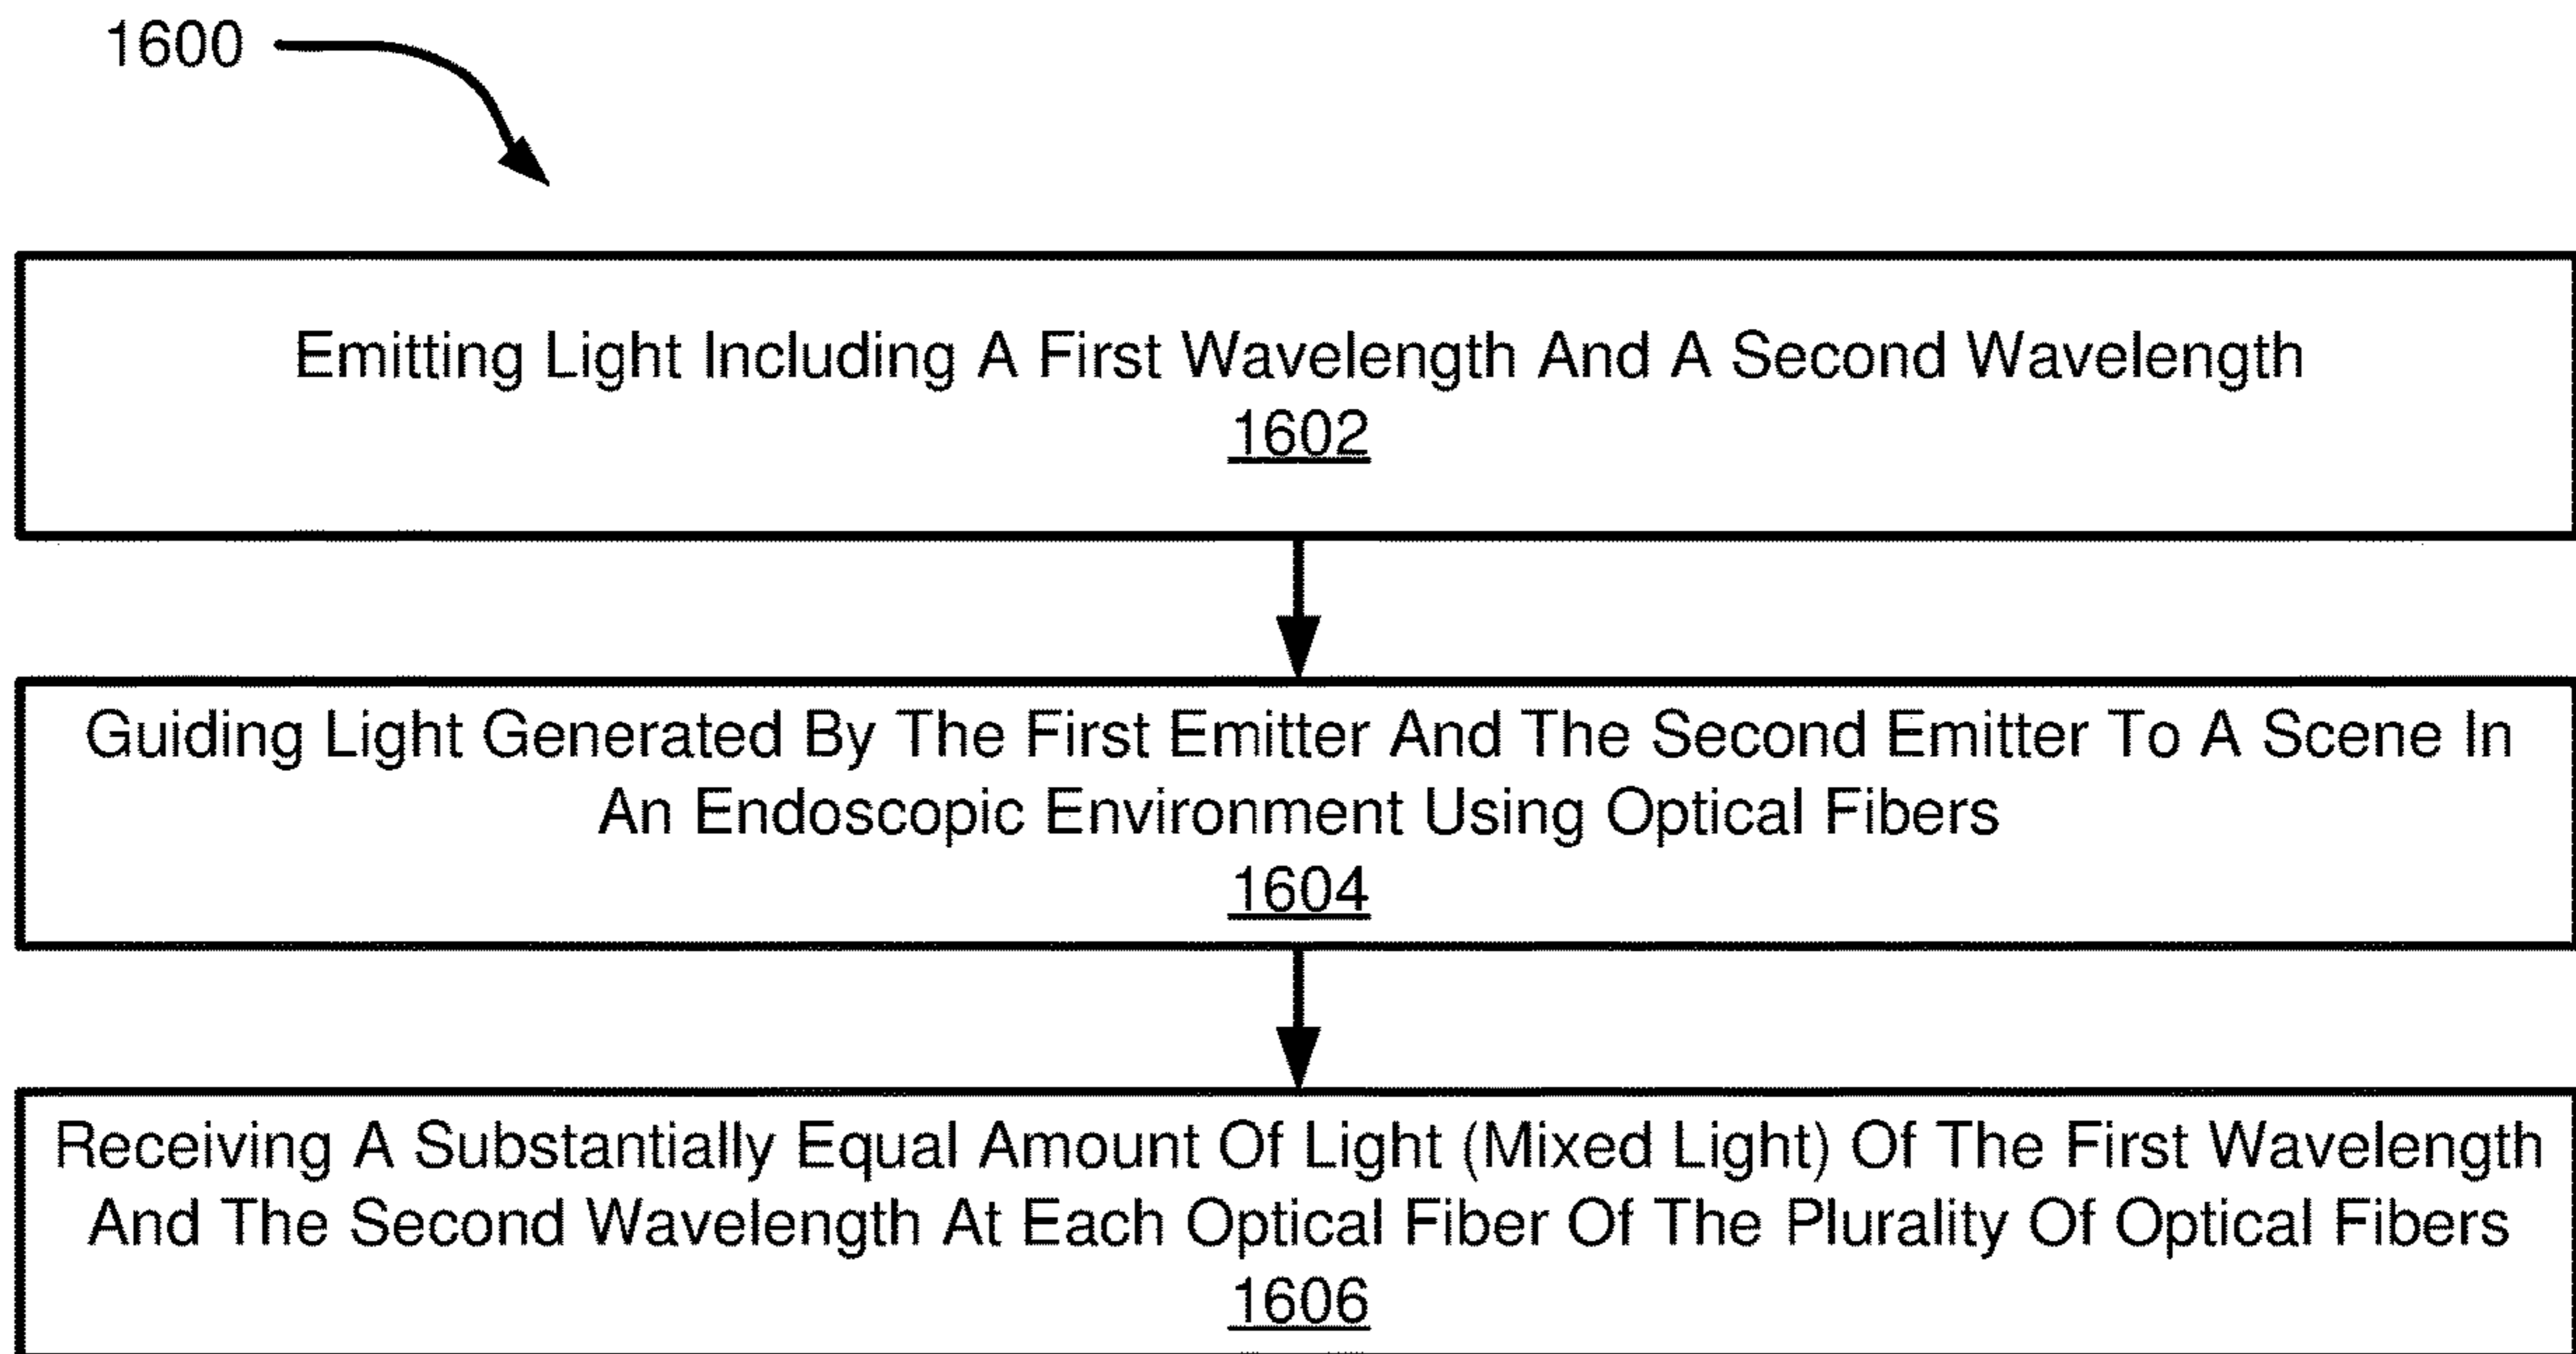 1600
Emitting Light Including A First Wavelength And A Second Wavelength
1602
Guiding Light Generated By The First Emitter And The Second Emitter To A Scene In
An Endoscopic Environment Using Optical Fibers
1604
Receiving A Substantially Equal Amount Of Light (Mixed Light) Of The First Wavelength
And The Second Wavelength At Each Optical Fiber Of The Plurality Of Optical Fibers
1606